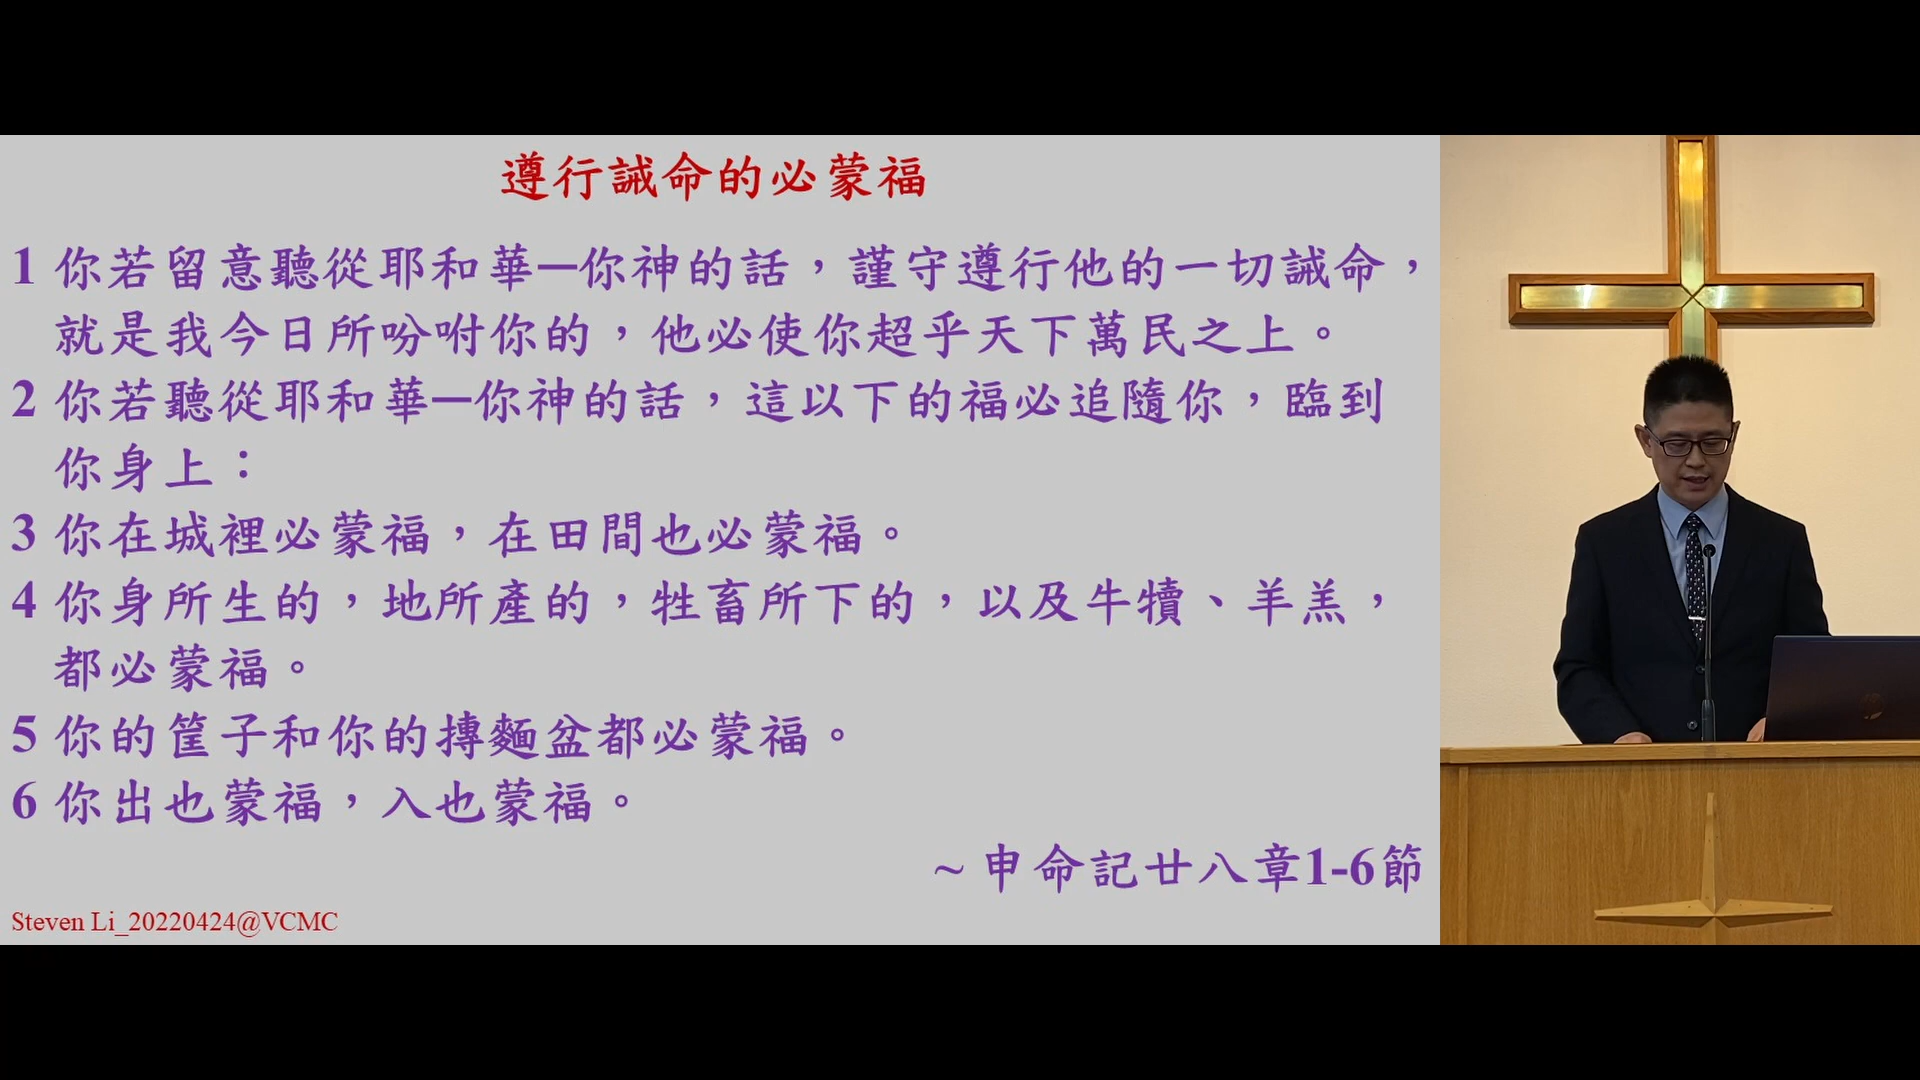 遵行誡命的必蒙福
1 你若留意聽從耶和華─你神的話，謹守遵行他的一切誡命，
就是我今日所吩咐你的，他必使你超乎天下萬民之上。
2 你若聽從耶和華─你神的話，這以下的福必追隨你，臨到
你身上：
3 你在城裡必蒙福，在田間也必蒙福。
4 你身所生的，地所產的，牲畜所下的，以及牛犢、羊羔，
都必蒙福。
5 你的筐子和你的摶麵盆都必蒙福。
6 你出也蒙福，入也蒙福。
~ 申命記廿八章1-6節
Steven Li_20220424@VCMC